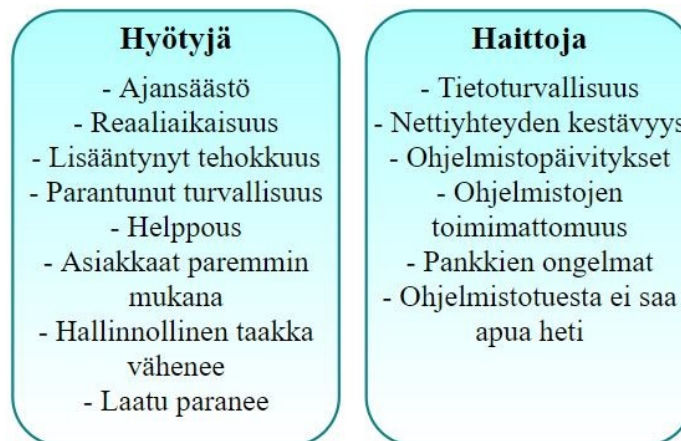 Hyötyjä
- Ajansäästö
- Reaaliaikaisuus
- Lisääntynyt tehokkuus
- Parantunut turvallisuus
- Helppous
- Asiakkaat paremmin
mukana
- Hallinnollinen taakka
vähenee
- Laatu paranee
Haittoja
- Tietoturvallisuus
- Nettiyhteyden kestävyys
- Ohjelmistopäivitykset
- Ohjelmistojen
toimimattomuus
- Pankkien ongelmat
- Ohjelmistotuesta ei saa
apua heti